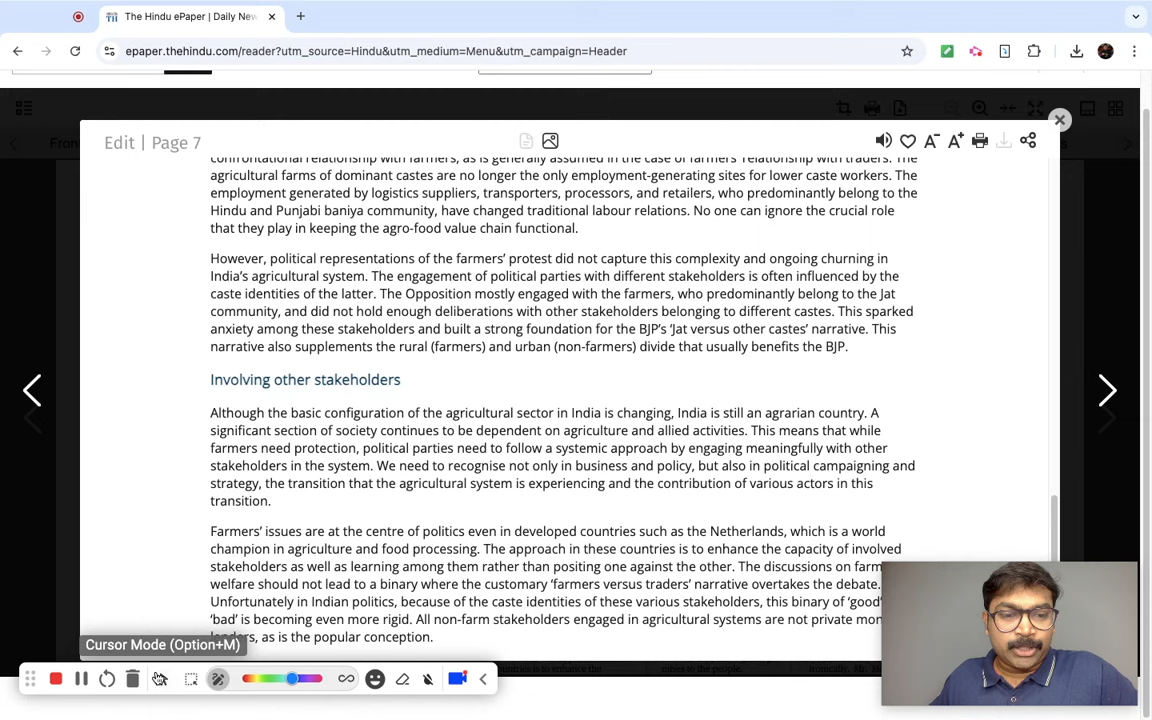 The Hindu ePaper | Daily New
epaper.thehindu.com/reader?utm_source=Hindu&utm_medium=Menu&utm_campaign=Header
Edit | Page 7
A- A+
confrontational relationship with farmers, as is generally assumed in the case of farmers' relationship with traders. The
agricultural farms of dominant castes are no longer the only employment-generating sites for lower caste workers. The
employment generated by logistics suppliers, transporters, processors, and retailers, who predominantly belong to the
Hindu and Punjabi baniya community, have changed traditional labour relations. No one can ignore the crucial role
that they play in keeping the agro-food value chain functional.
However, political representations of the farmers' protest did not capture this complexity and ongoing churning in
India's agricultural system. The engagement of political parties with different stakeholders is often influenced by the
caste identities of the latter. The Opposition mostly engaged with the farmers, who predominantly belong to the Jat
community, and did not hold enough deliberations with other stakeholders belonging to different castes. This sparked
anxiety among these stakeholders and built a strong foundation for the BJP's 'Jat versus other castes' narrative. This
narrative also supplements the rural (farmers) and urban (non-farmers) divide that usually benefits the BJP.
Involving other stakeholders
Although the basic configuration of the agricultural sector in India is changing, India is still an agrarian country. A
significant section of society continues to be dependent on agriculture and allied activities. This means that while
farmers need protection, political parties need to follow a systemic approach by engaging meaningfully with other
stakeholders in the system. We need to recognise not only in business and policy, but also in political campaigning and
strategy, the transition that the agricultural system is experiencing and the contribution of various actors in this
transition.
Farmers' issues are at the centre of politics even in developed countries such as the Netherlands, which is a world
champion in agriculture and food processing. The approach in these countries is to enhance the capacity of involved
stakeholders as well as learning among them rather than positing one against the other. The discussions on farm
welfare should not lead to a binary where the customary 'farmers versus traders' narrative overtakes the debate.
Unfortunately in Indian politics, because of the caste identities of these various stakeholders, this binary of 'good'
'bad' is becoming even more rigid. All non-farm stakeholders engaged in agricultural systems are not private mon
lenders, as is the popular conception.
Cursor Mode (Option+M)